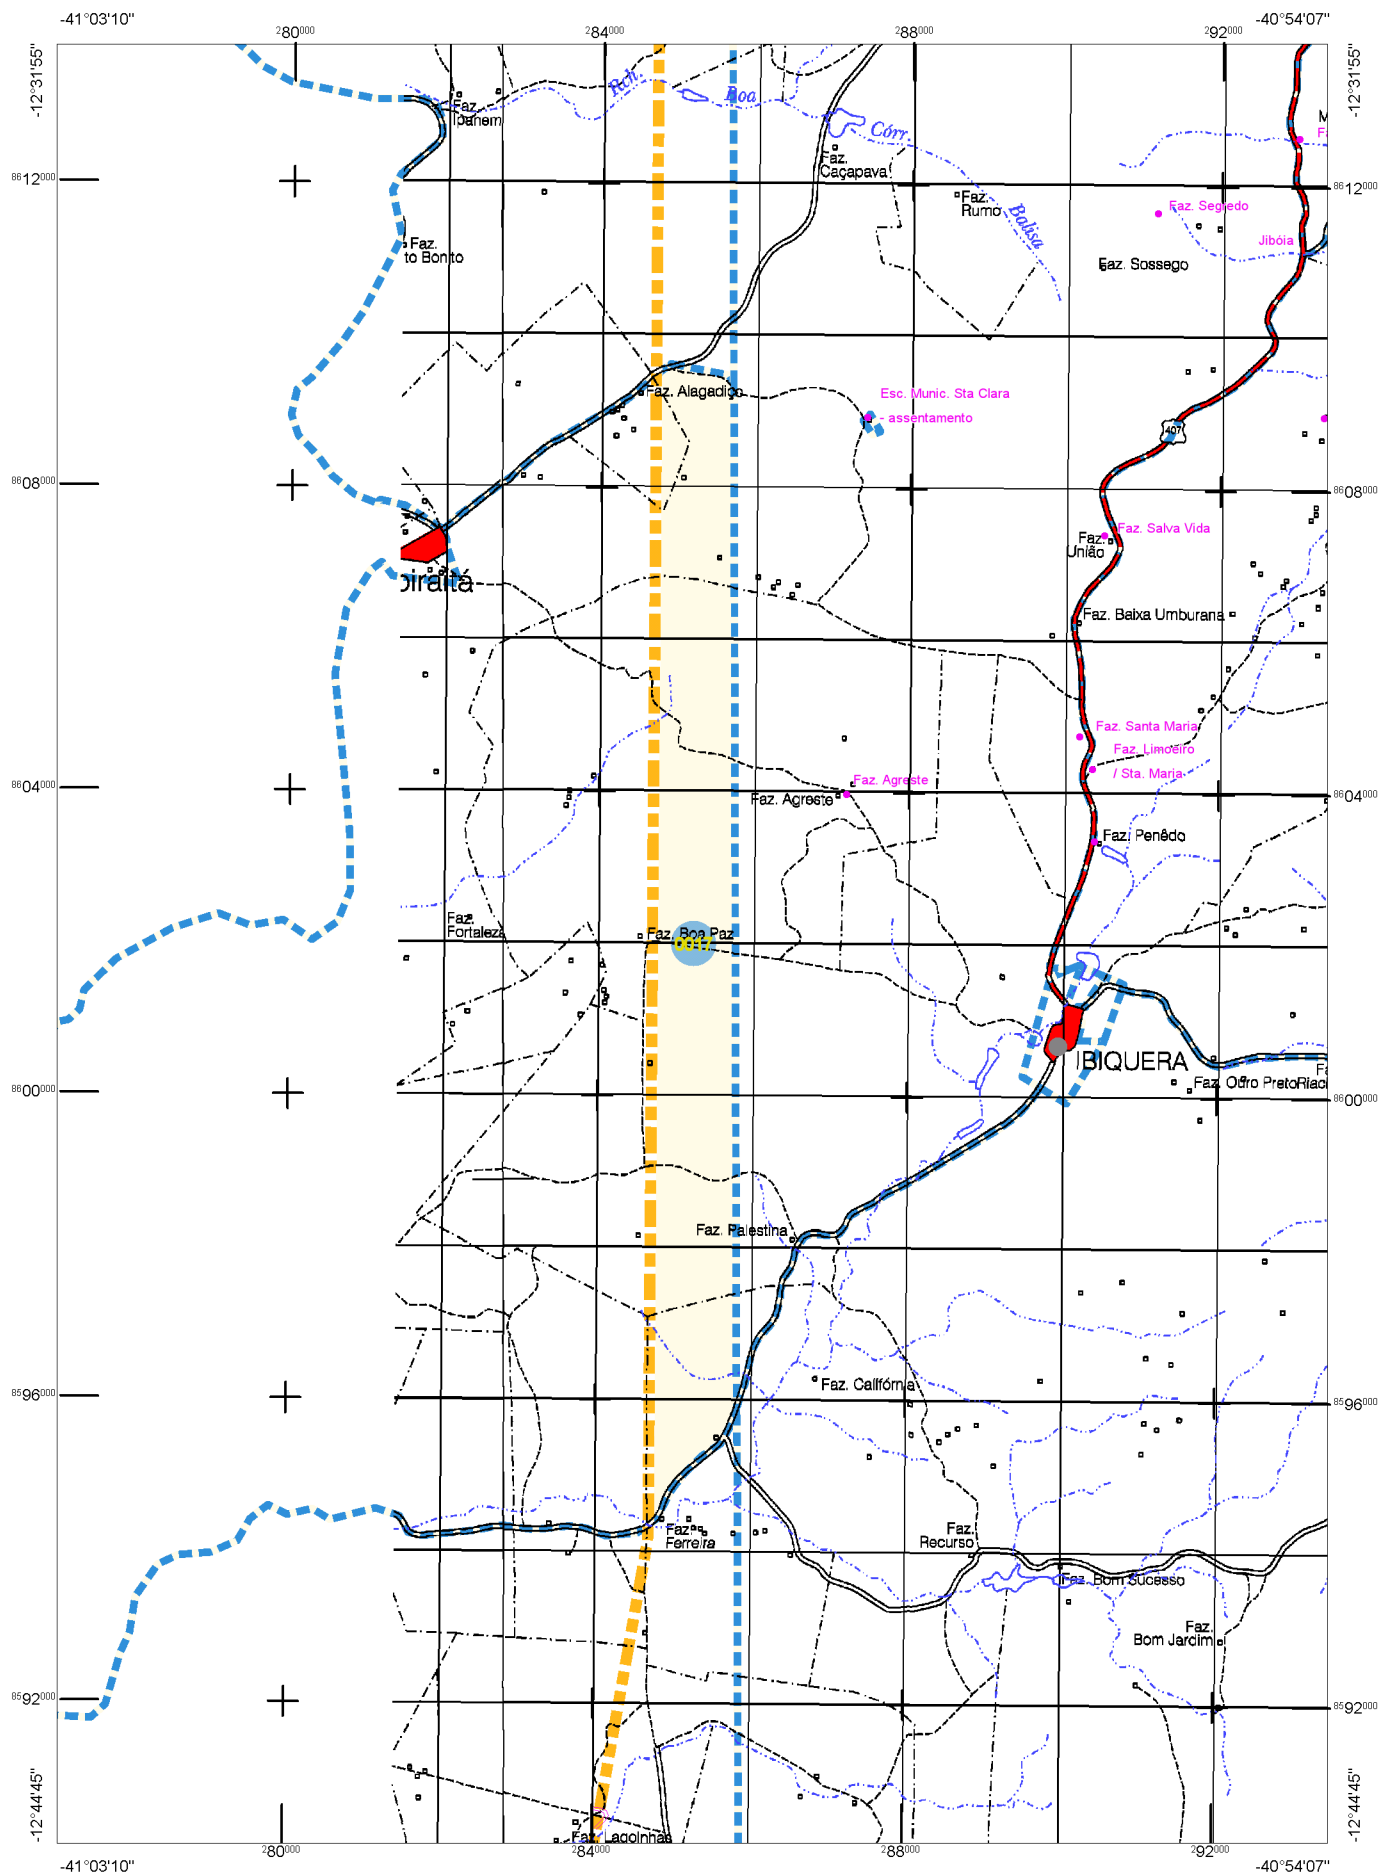 -41°03'10"
-40°54'07"
280000
284000
288000
292000
-12°31'55"
-12°31'55"
Rch.
Boa
Córr.
Balisa
Faz.
Ipanem
M
Fa
Faz.
Caçapava
8612000
8612000
Faz.
Rumo
Faz. Segredo
Jibóia
Faz.
to Bonito
Faz. Sossego
Faz. Alagadiço
Esc. Munic. Sta Clara
- assentamento
407
8608000
8608000
Faz. Salva Vida
Faz.
União
piraitá
Faz. Baixa Umburana
Faz. Santa Maria
Faz. Limoeiro
/ Sta. Maria
Faz. Agreste
Faz. Agreste
8604000
8604000
Faz. Penêdo
Faz.
Fortaleza
Faz. Boa Paz
0017
IBIQUERA
Fa
Faz. Ouro Preto
Riac
8600000
8600000
Faz. Palestina
Faz. Califórnia
8596000
8596000
Faz.
Ferreira
Faz.
Recurso
Faz. Bom Sucesso
Faz.
Bom Jardim
8592000
8592000
Faz. Lagoinhas
-12°44'45"
-12°44'45"
280000
284000
288000
292000
-41°03'10"
-40°54'07"